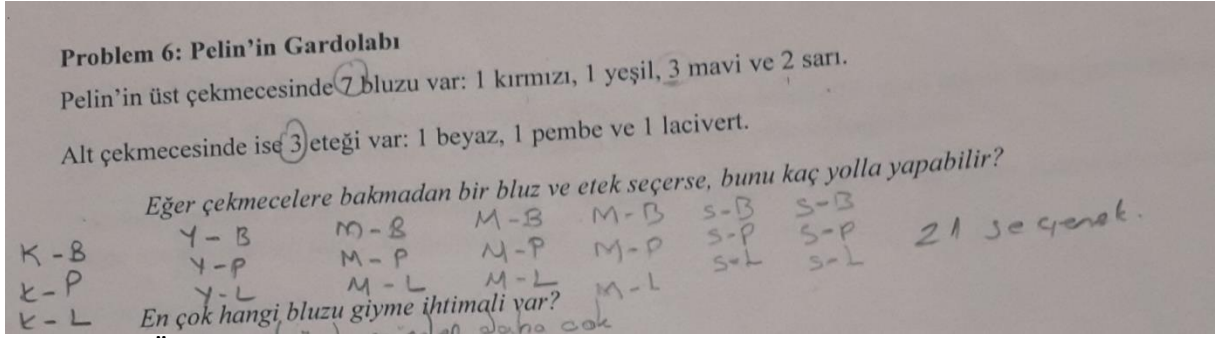 Problem 6: Pelin'in Gardolabı
Pelin'in üst çekmecesinde 7 bluzu var: 1 kırmızı, 1 yeşil, 3 mavi ve 2 sarı.
Alt çekmecesinde ise 3 eteği var: 1 beyaz, 1 pembe ve 1 lacivert.
Eğer çekmecelere bakmadan bir bluz ve etek seçerse, bunu kaç yolla yapabilir?
K-B Y-B M-B M-B M-B S-B S-B
K-P Y-P M-P M-P M-P S-P S-P 21 seçenek.
K-L Y-L M-L M-L M-L S-L S-L
En çok hangi bluzu giyme ihtimali var?
daha çok